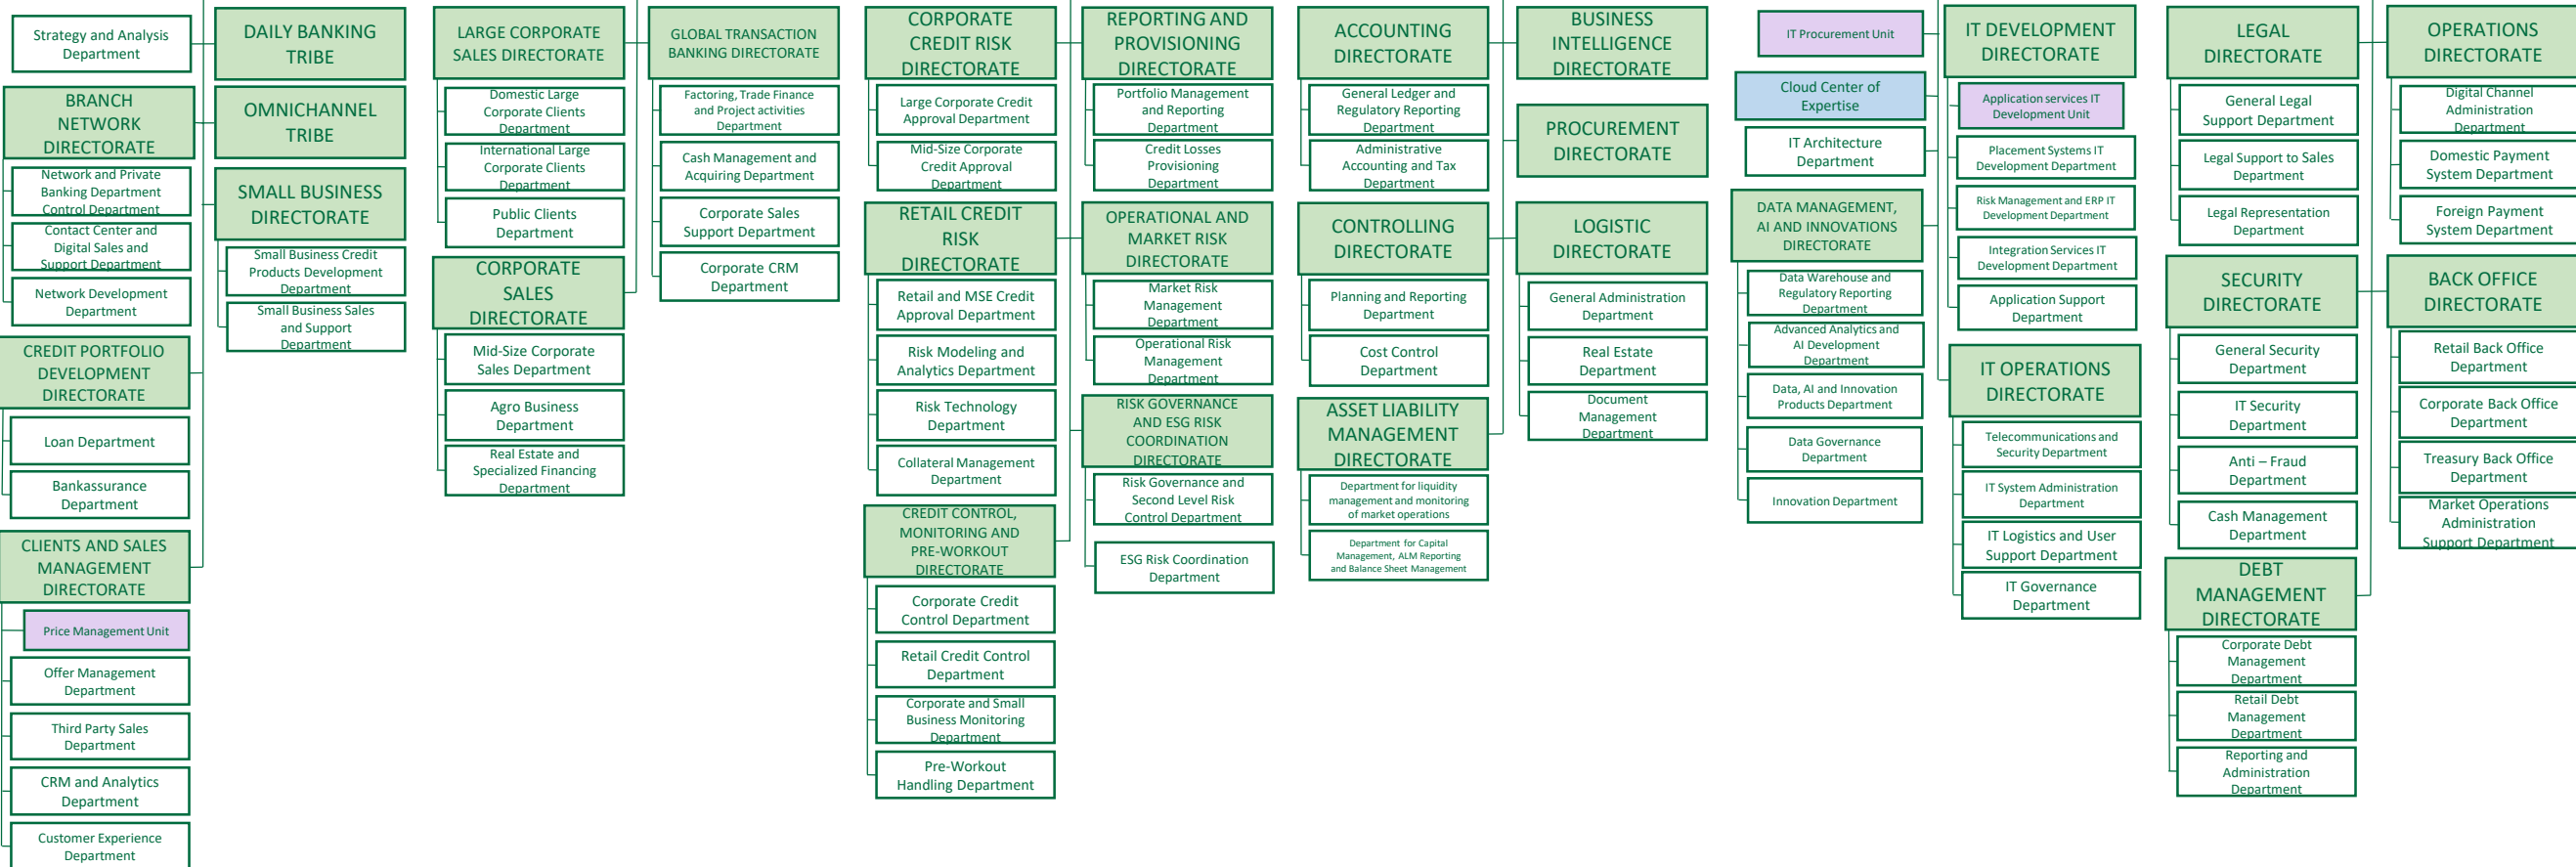 Strategy and Analysis
Department
BRANCH
NETWORK
DIRECTORATE
Network and Private
Banking Department
Control Department
Contact Center and
Digital Sales and
Support Department
Network Development
Department
CREDIT PORTFOLIO
DEVELOPMENT
DIRECTORATE
Loan Department
Bankassurance
Department
CLIENTS AND SALES
MANAGEMENT
DIRECTORATE
Price Management Unit
Offer Management
Department
Third Party Sales
Department
CRM and Analytics
Department
Customer Experience
Department
DAILY BANKING
TRIBE
OMNICHANNEL
TRIBE
SMALL BUSINESS
DIRECTORATE
Small Business Credit
Products Development
Department
Small Business Sales
and Support
Department
LARGE CORPORATE
SALES DIRECTORATE
Domestic Large
Corporate Clients
Department
International Large
Corporate Clients
Department
Public Clients
Department
CORPORATE
SALES
DIRECTORATE
Mid-Size Corporate
Sales Department
Agro Business
Department
Real Estate and
Specialized Financing
Department
GLOBAL TRANSACTION
BANKING DIRECTORATE
Factoring, Trade Finance
and Project activities
Department
Cash Management and
Acquiring Department
Corporate Sales
Support Department
Corporate CRM
Department
CORPORATE
CREDIT RISK
DIRECTORATE
Large Corporate Credit
Approval Department
Mid-Size Corporate
Credit Approval
Department
RETAIL CREDIT
RISK
DIRECTORATE
Retail and MSE Credit
Approval Department
Risk Modeling and
Analytics Department
Risk Technology
Department
Collateral Management
Department
CREDIT CONTROL,
MONITORING AND
PRE-WORKOUT
DIRECTORATE
Corporate Credit
Control Department
Retail Credit Control
Department
Corporate and Small
Business Monitoring
Department
Pre-Workout
Handling Department
REPORTING AND
PROVISIONING
DIRECTORATE
Portfolio Management
and Reporting
Department
Credit Losses
Provisioning
Department
OPERATIONAL AND
MARKET RISK
DIRECTORATE
Market Risk
Management
Department
Operational Risk
Management
Department
RISK GOVERNANCE
AND ESG RISK
COORDINATION
DIRECTORATE
Risk Governance and
Second Level Risk
Control Department
ESG Risk Coordination
Department
ACCOUNTING
DIRECTORATE
General Ledger and
Regulatory Reporting
Department
Administrative
Accounting and Tax
Department
CONTROLLING
DIRECTORATE
Planning and Reporting
Department
Cost Control
Department
ASSET LIABILITY
MANAGEMENT
DIRECTORATE
Department for liquidity
management and monitoring
of market operations
Department for Capital
Management, ALM Reporting
and Balance Sheet Management
BUSINESS
INTELLIGENCE
DIRECTORATE
PROCUREMENT
DIRECTORATE
LOGISTIC
DIRECTORATE
General Administration
Department
Real Estate
Department
Document
Management
Department
IT Procurement Unit
Cloud Center of
Expertise
IT Architecture
Department
DATA MANAGEMENT,
AI AND INNOVATIONS
DIRECTORATE
Data Warehouse and
Regulatory Reporting
Department
Advanced Analytics and
AI Development
Department
Data, AI and Innovation
Products Department
Data Governance
Department
Innovation Department
IT DEVELOPMENT
DIRECTORATE
Application services IT
Development Unit
Placement Systems IT
Development Department
Risk Management and ERP IT
Development Department
Integration Services IT
Development Department
Application Support
Department
IT OPERATIONS
DIRECTORATE
Telecommunications and
Security Department
IT System Administration
Department
IT Logistics and User
Support Department
IT Governance
Department
LEGAL
DIRECTORATE
General Legal
Support Department
Legal Support to Sales
Department
Legal Representation
Department
SECURITY
DIRECTORATE
General Security
Department
IT Security
Department
Anti – Fraud
Department
Cash Management
Department
DEBT
MANAGEMENT
DIRECTORATE
Corporate Debt
Management
Department
Retail Debt
Management
Department
Reporting and
Administration
Department
OPERATIONS
DIRECTORATE
Digital Channel
Administration
Department
Domestic Payment
System Department
Foreign Payment
System Department
BACK OFFICE
DIRECTORATE
Retail Back Office
Department
Corporate Back Office
Department
Treasury Back Office
Department
Market Operations
Administration
Support Department